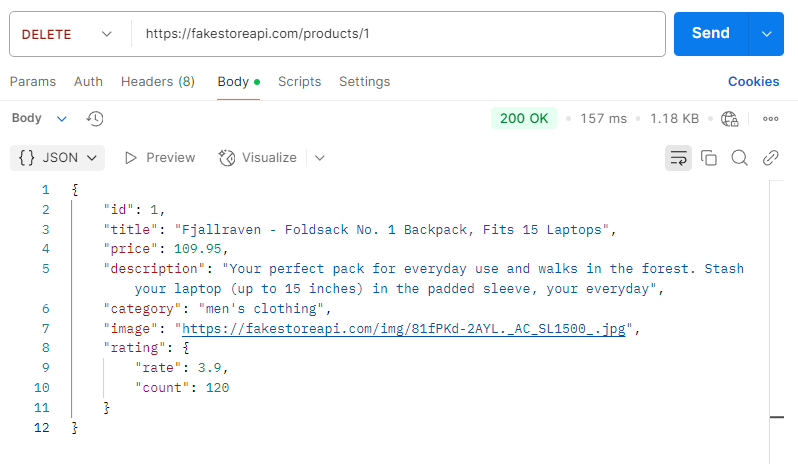 DELETE https://fakestoreapi.com/products/1 Send
Params Auth Headers (8) Body Scripts Settings Cookies
Body 200 OK 157 ms 1.18 KB
{} JSON Preview Visualize
1 {
2 "id": 1,
3 "title": "Fjallraven - Foldsack No. 1 Backpack, Fits 15 Laptops",
4 "price": 109.95,
5 "description": "Your perfect pack for everyday use and walks in the forest. Stash
your laptop (up to 15 inches) in the padded sleeve, your everyday",
6 "category": "men's clothing",
7 "image": "https://fakestoreapi.com/img/81fPKd-2AYL._AC_SL1500_.jpg",
8 "rating": {
9 "rate": 3.9,
10 "count": 120
11 }
12 }